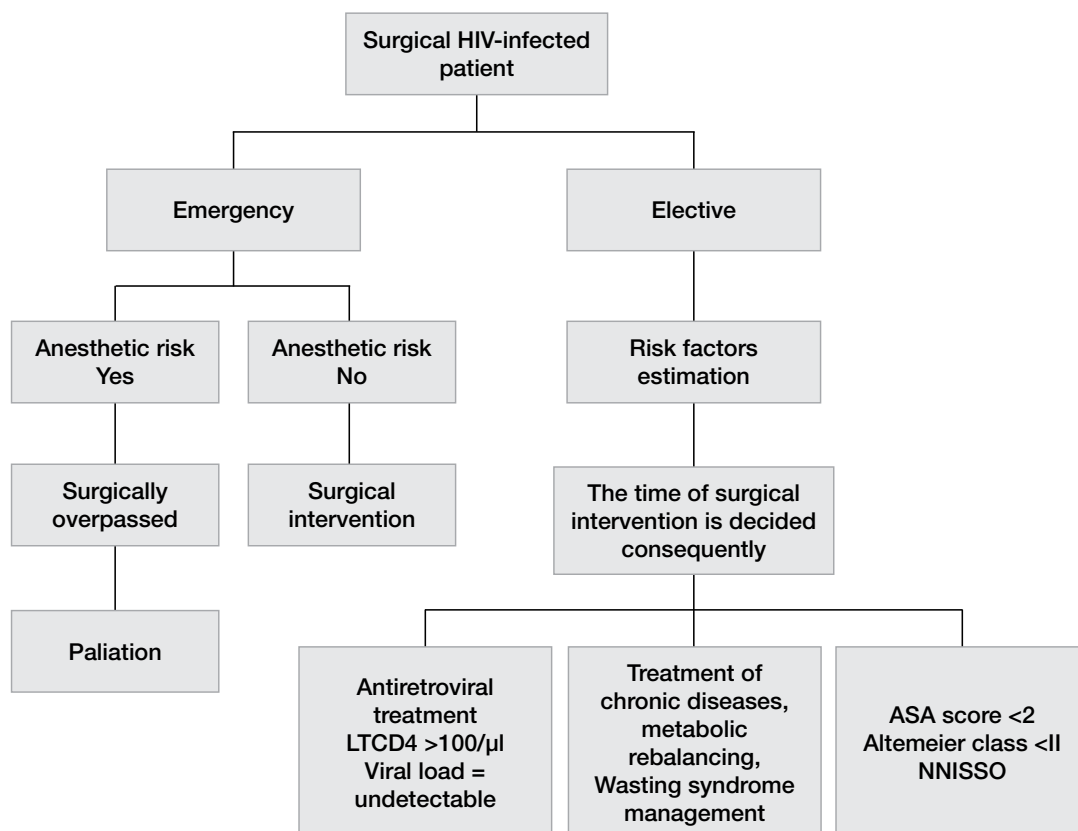 Surgical HIV-infected
patient
Emergency
Elective
Anesthetic risk
Yes
Anesthetic risk
No
Risk factors
estimation
Surgically
overpassed
Surgical
intervention
The time of surgical
intervention is decided
consequently
Paliation
Antiretroviral
treatment
LTCD4 >100/µl
Viral load =
undetectable
Treatment of
chronic diseases,
metabolic
rebalancing,
Wasting syndrome
management
ASA score <2
Altemeier class <II
NNISSO